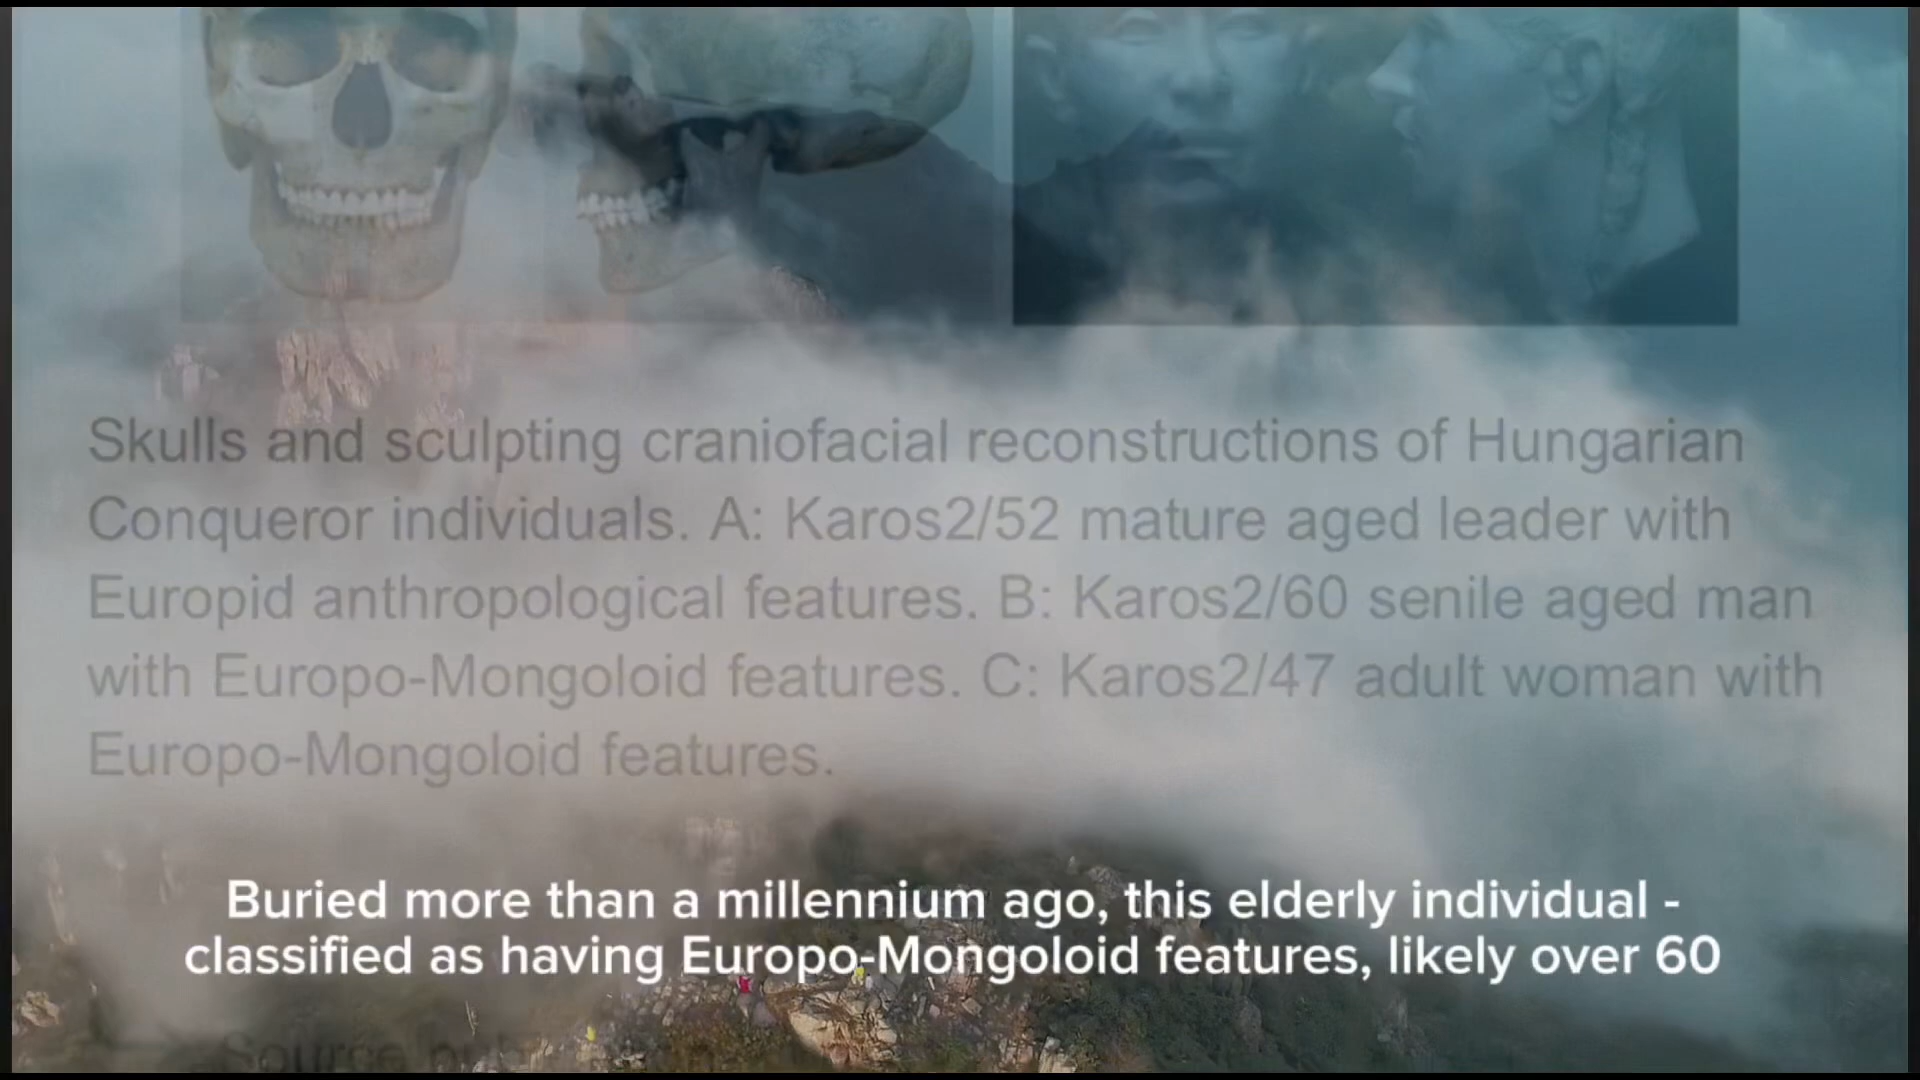 Skulls and sculpting craniofacial reconstructions of Hungarian
Conqueror individuals. A: Karos2/52 mature aged leader with
Europid anthropological features. B: Karos2/60 senile aged man
with Europo-Mongoloid features. C: Karos2/47 adult woman with
Europo-Mongoloid features.
Buried more than a millennium ago, this elderly individual -
classified as having Europo-Mongoloid features, likely over 60
Source